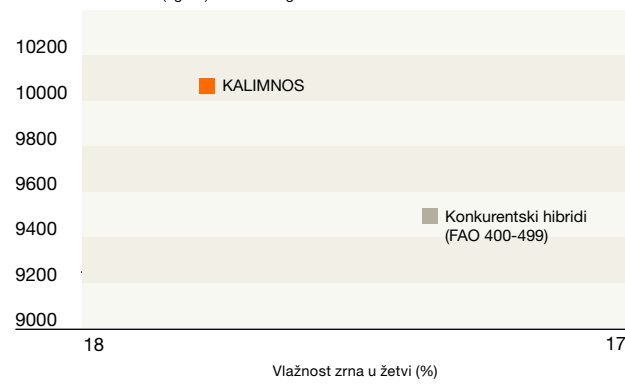 10200
10000
9800
9600
9400
9200
9000
KALIMNOS
Konkurentski hibridi
(FAO 400-499)
18
17
Vlažnost zrna u žetvi (%)